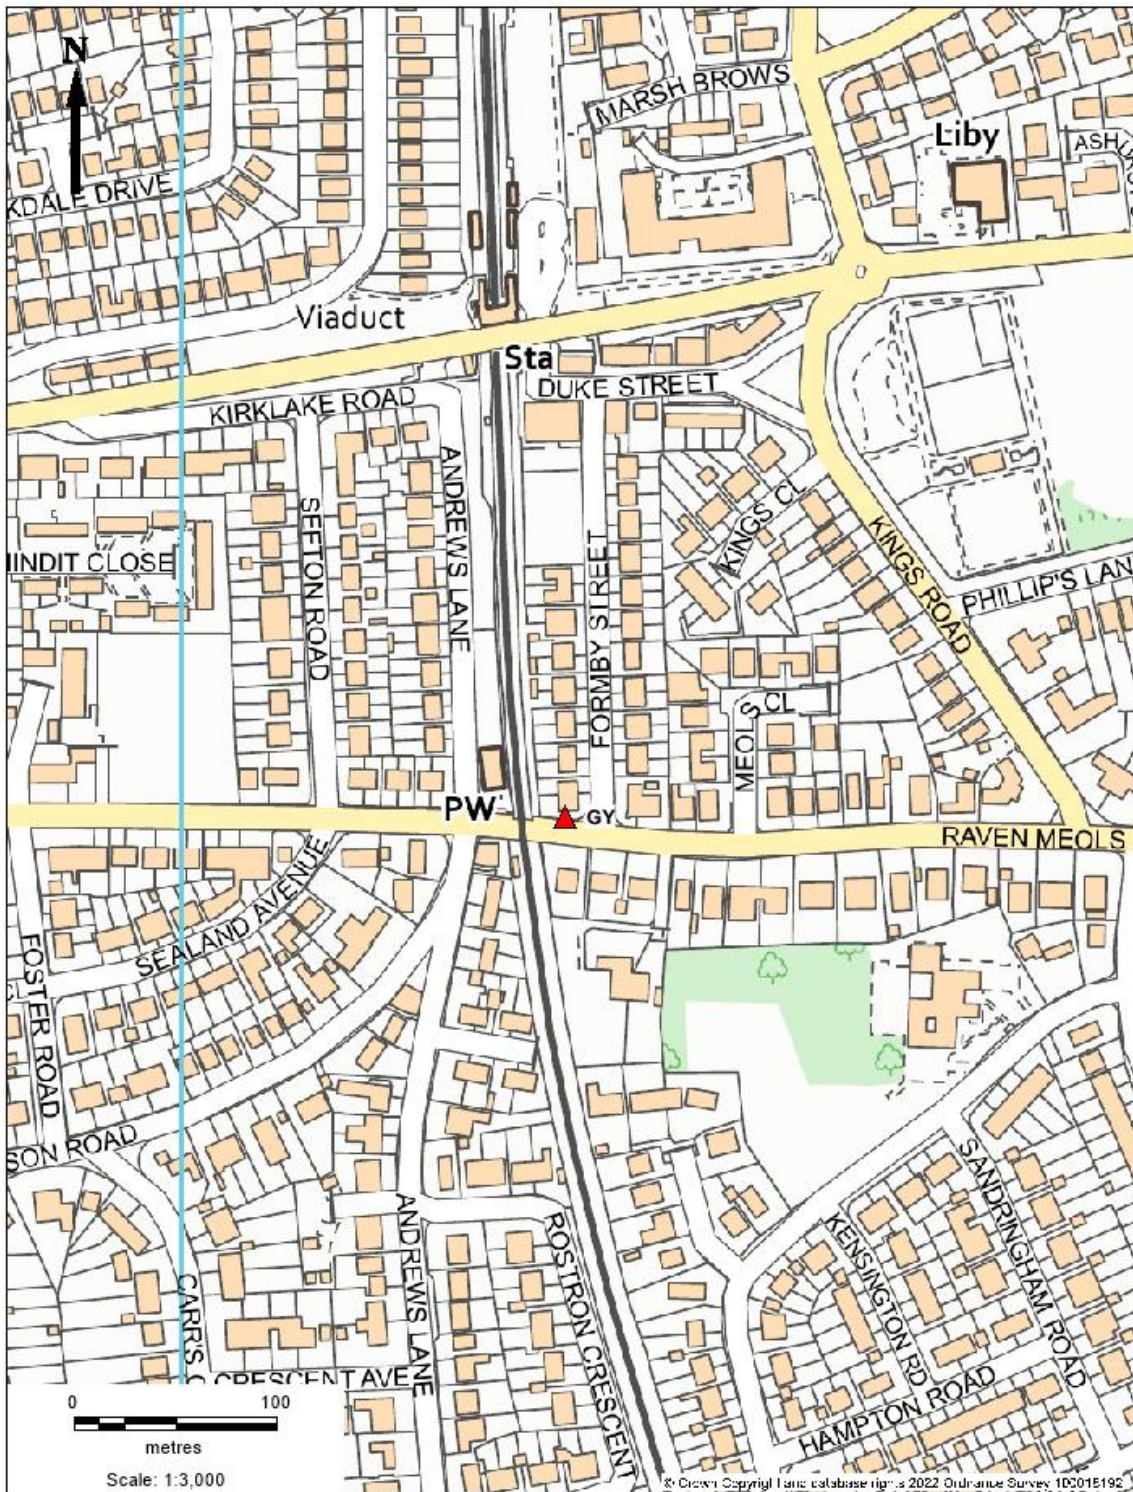 N
MARSH BROWS
Liby
KDALE DRIVE
Viaduct
Sta
DUKE STREET
KIRKLAKE ROAD
ANDREWS LANE
SEFTON ROAD
KINGS CL
FORMBY STREET
KINGS ROAD
HINDIT CLOSE
PHILLIP'S LAN
MEOLS CL
PW
GY
RAVEN MEOLS
SEALAND AVENUE
FOSTER ROAD
SON ROAD
ANDREWS LANE
ROSTRON CRESCENT
KENSINGTON RD
SANDRINGHAM ROAD
CARR'S
CRESCENT AVENE
HAMPTON ROAD
0 100
metres
Scale: 1:3,000
© Crown Copyright and database rights 2022 Ordnance Survey 100018192